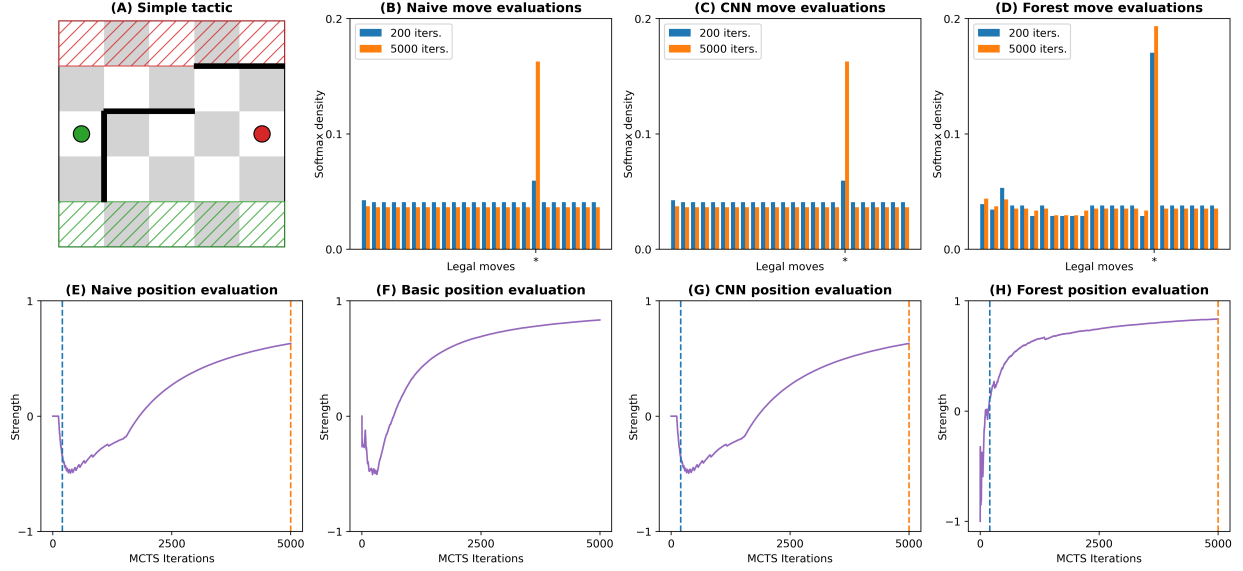 (A) Simple tactic
(B) Naive move evaluations
0.2
0.1
0.0
Softmax density
200 iters.
5000 iters.
*
Legal moves
(C) CNN move evaluations
0.2
0.1
0.0
Softmax density
200 iters.
5000 iters.
*
Legal moves
(D) Forest move evaluations
0.2
0.1
0.0
Softmax density
200 iters.
5000 iters.
*
Legal moves
(E) Naive position evaluation
1
0
−1
Strength
0 2500 5000
MCTS Iterations
(F) Basic position evaluation
1
0
−1
Strength
0 2500 5000
MCTS Iterations
(G) CNN position evaluation
1
0
−1
Strength
0 2500 5000
MCTS Iterations
(H) Forest position evaluation
1
0
−1
Strength
0 2500 5000
MCTS Iterations